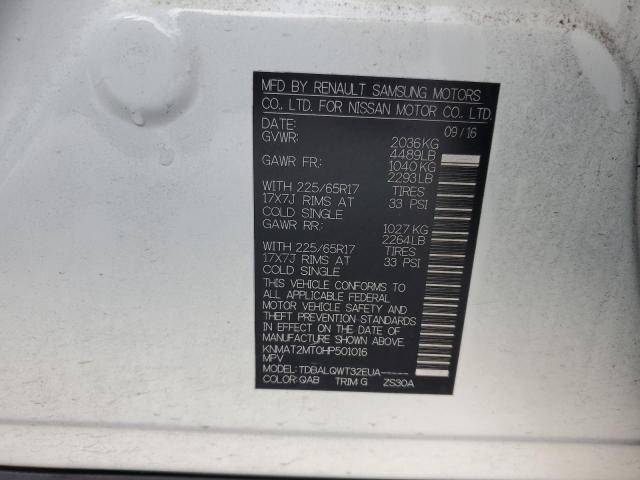 MFD BY RENAULT SAMSUNG MOTORS
CO., LTD. FOR NISSAN MOTOR CO., LTD.
DATE: 09/16
GVWR: 2036KG
4489LB
GAWR FR: 1040KG
2293LB
WITH 225/65R17 TIRES
17X7J RIMS AT 33 PSI
COLD SINGLE
GAWR RR: 1027KG
2264LB
WITH 225/65R17 TIRES
17X7J RIMS AT 33 PSI
COLD SINGLE
THIS VEHICLE CONFORMS TO
ALL APPLICABLE FEDERAL
MOTOR VEHICLE SAFETY AND
THEFT PREVENTION STANDARDS
IN EFFECT ON THE DATE OF
MANUFACTURE SHOWN ABOVE.
KNMAT2MT0HP501016
MPV
MODEL: TDBALQWT32EUA-----
COLOR: QAB TRIM G ZS30A